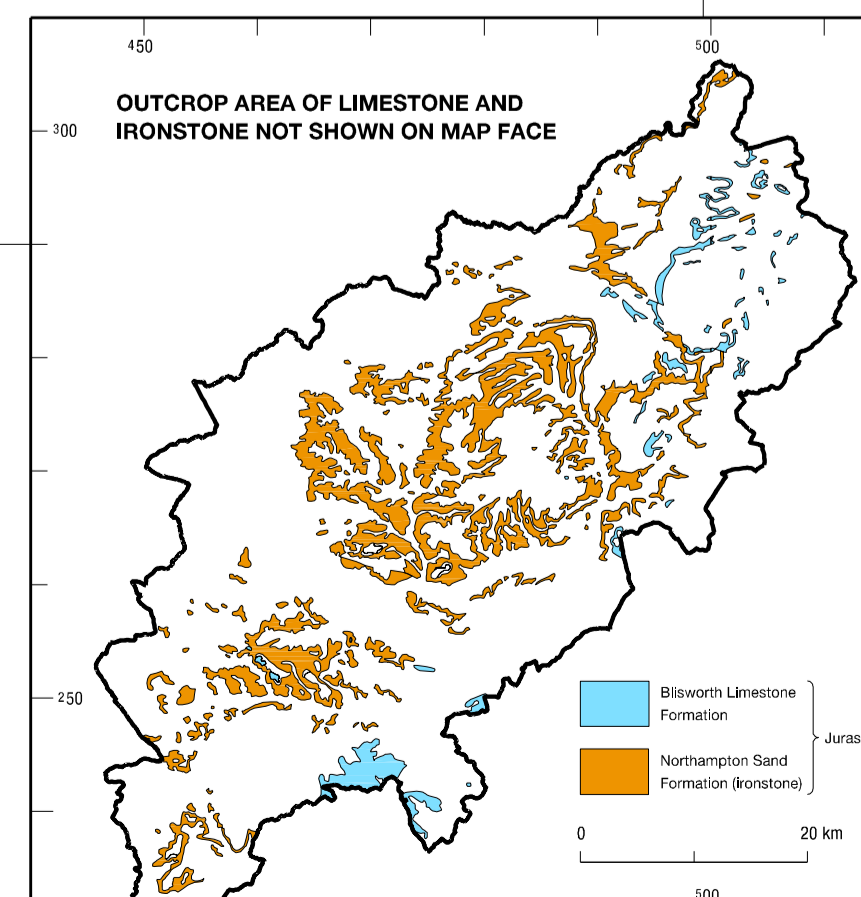 450
500
OUTCROP AREA OF LIMESTONE AND
IRONSTONE NOT SHOWN ON MAP FACE
300
250
Blisworth Limestone
Formation
Northampton Sand
Formation (ironstone)
Juras
0
20 km
500